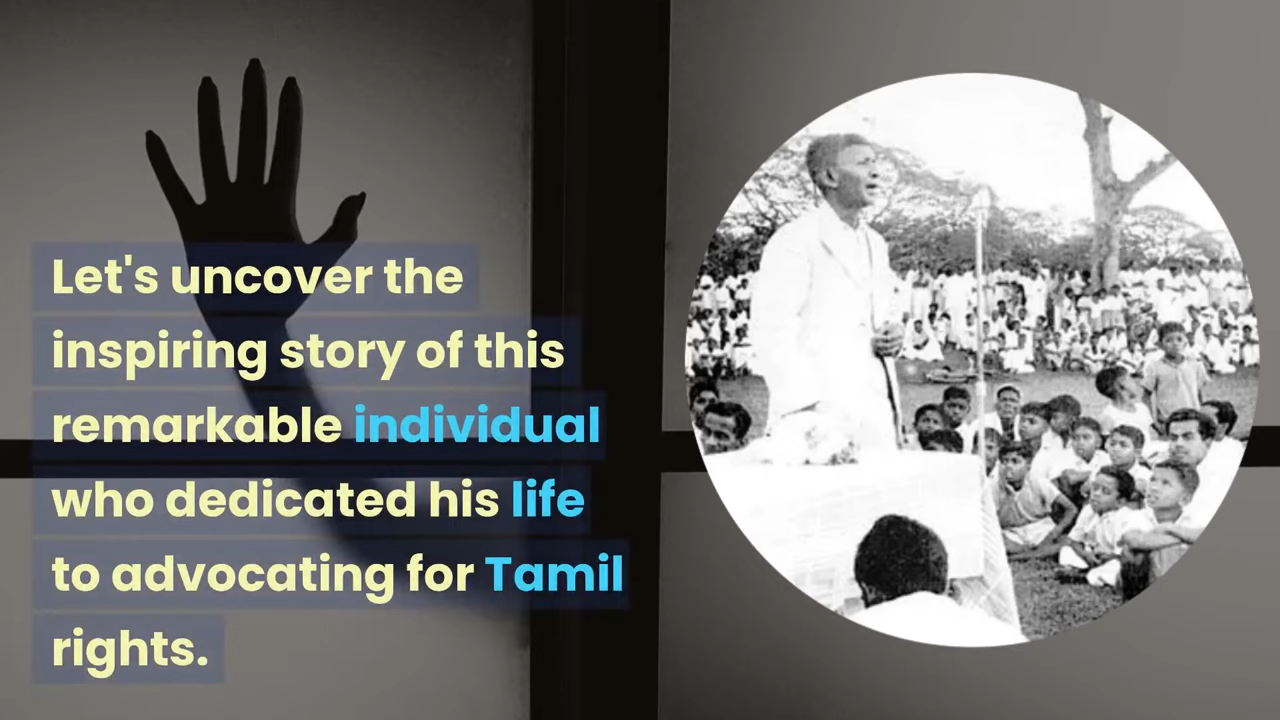 Let's uncover the
inspiring story of this
remarkable individual
who dedicated his life
to advocating for Tamil
rights.